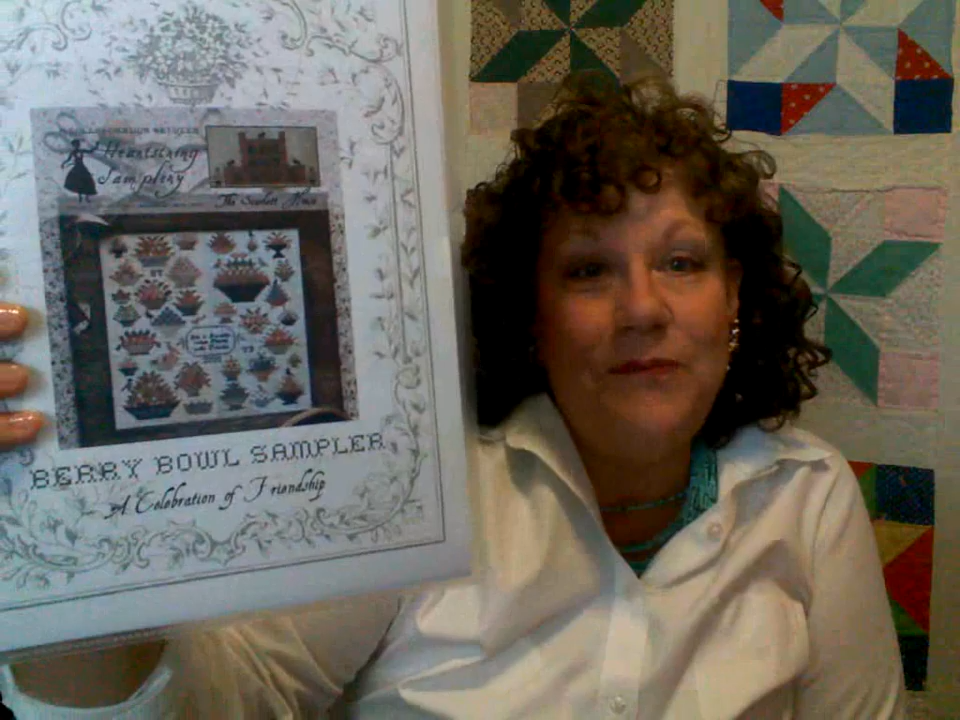 Heartstring
Samplery
The Scarlett House
BERRY BOWL SAMPLER
A Celebration of Friendship